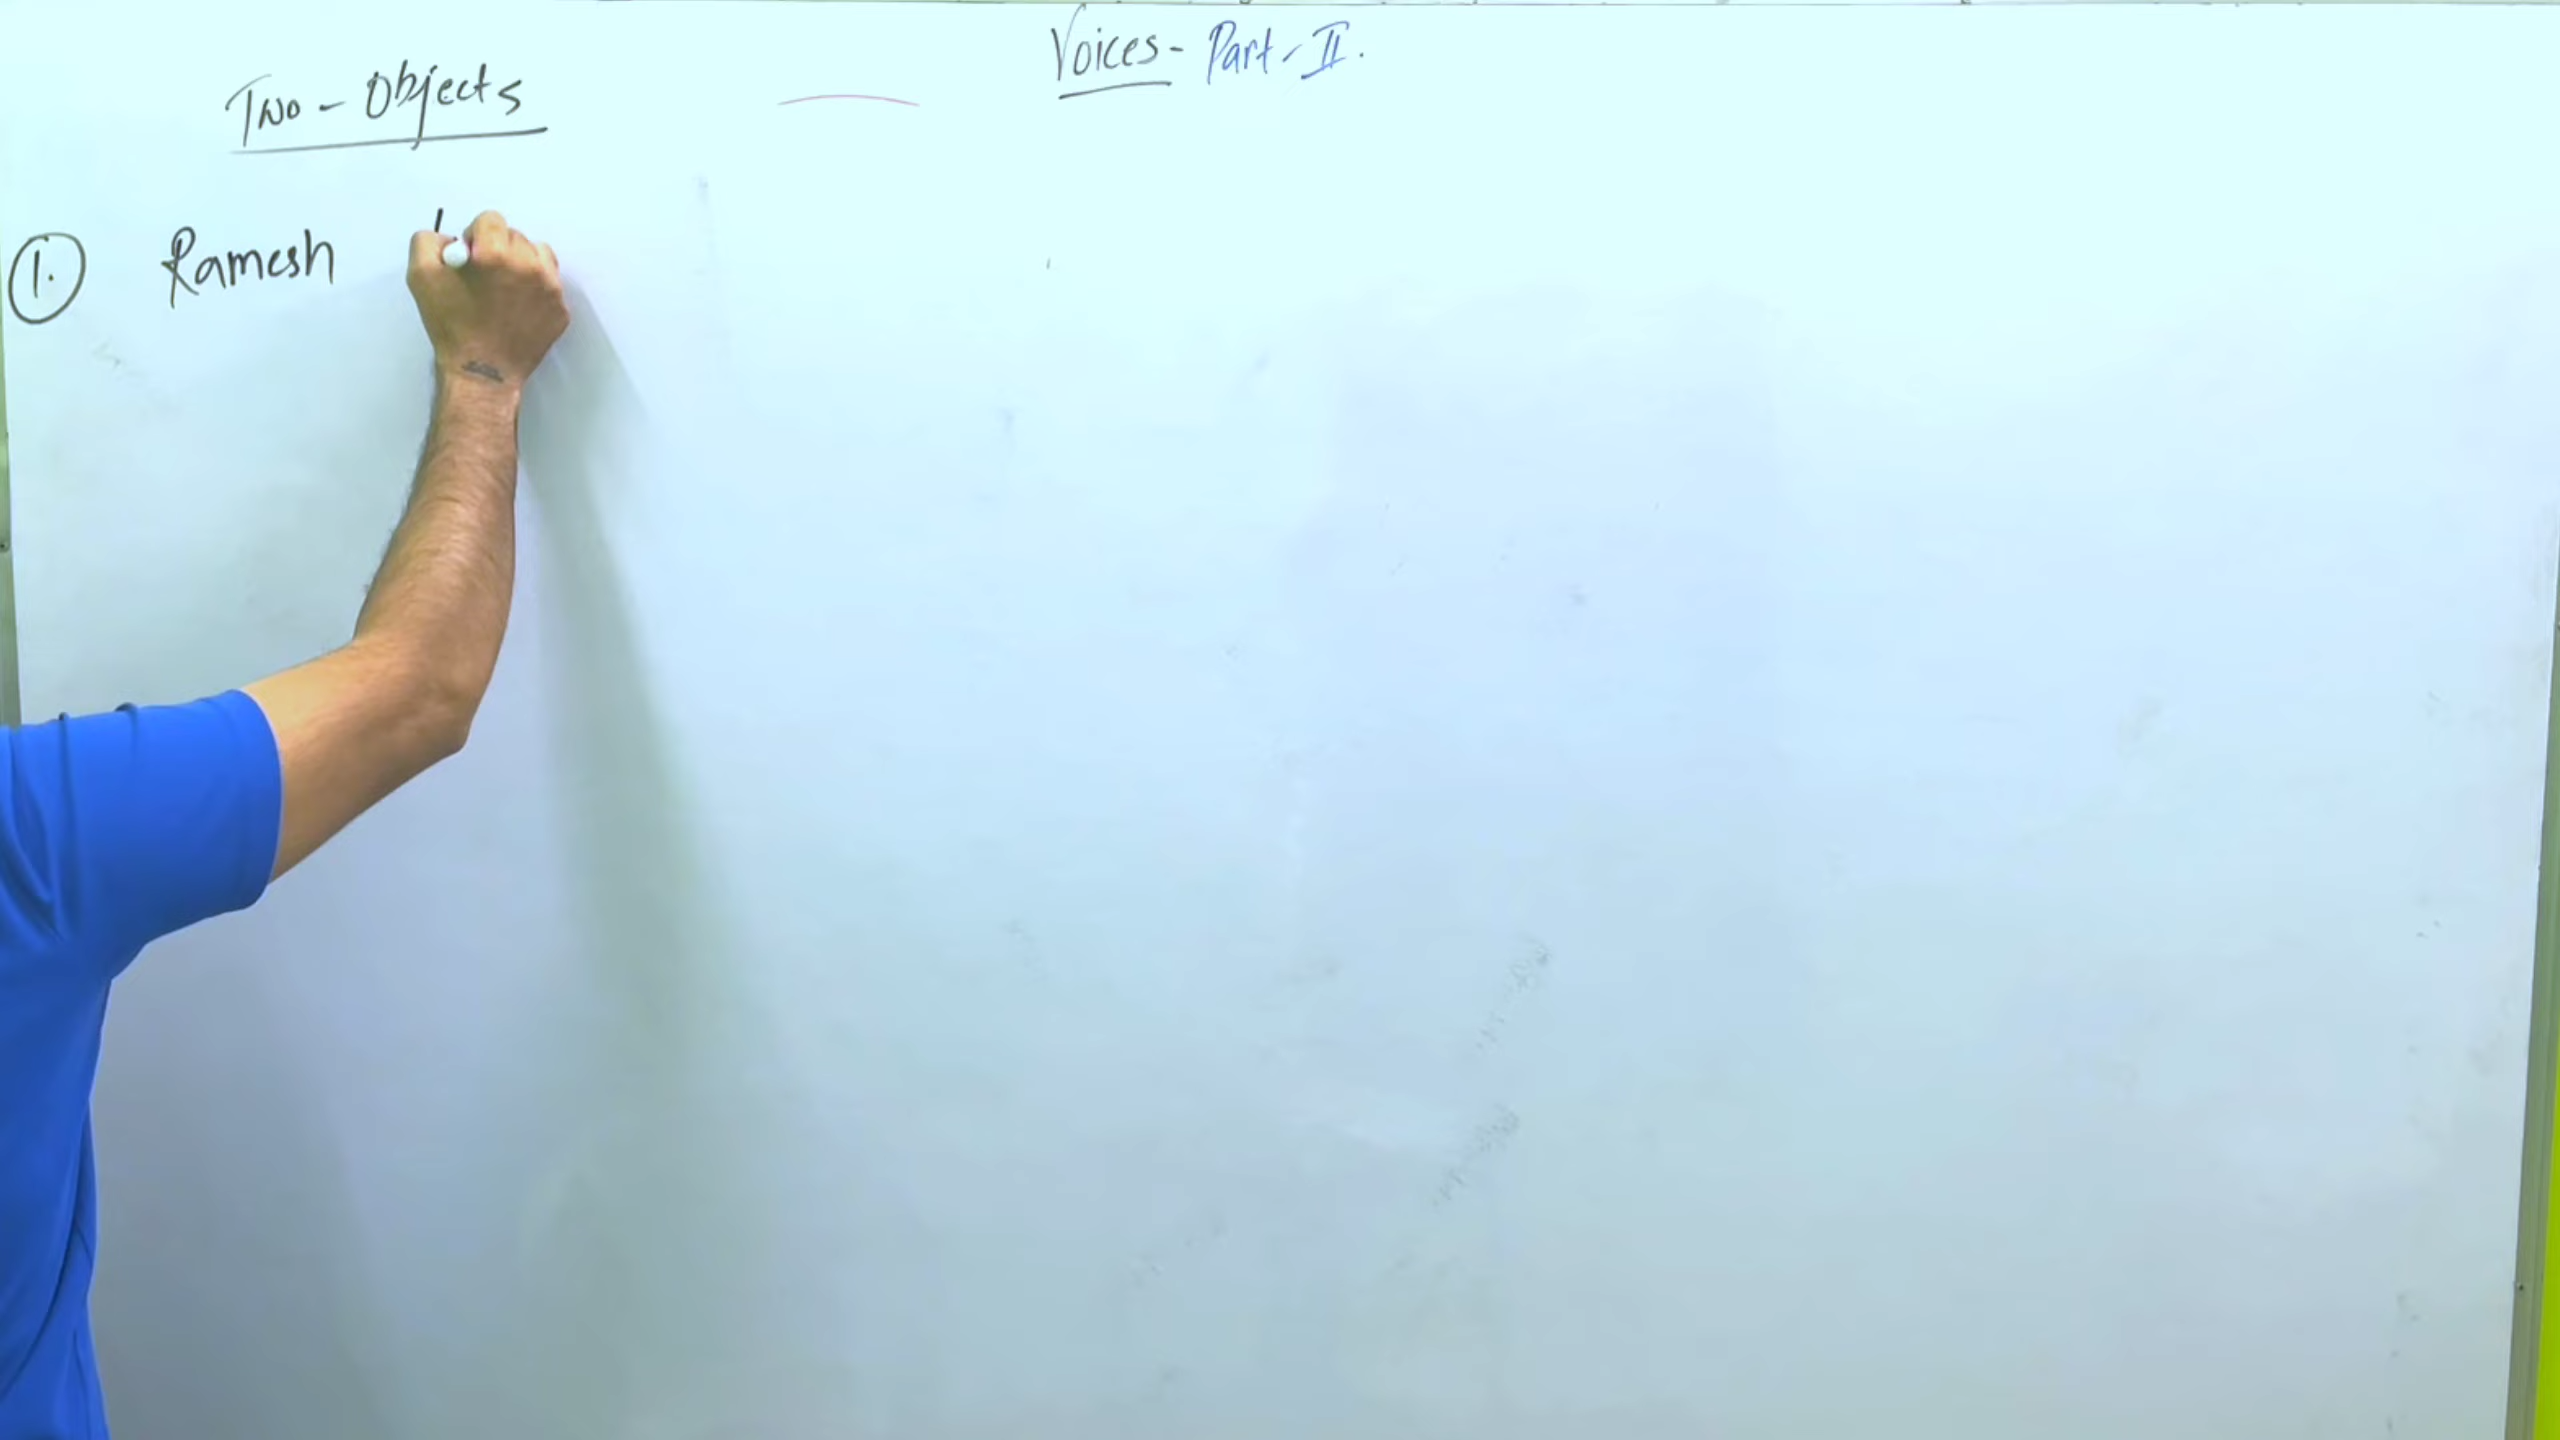 Voices - Part - II.
Two - Objects
1. Ramesh